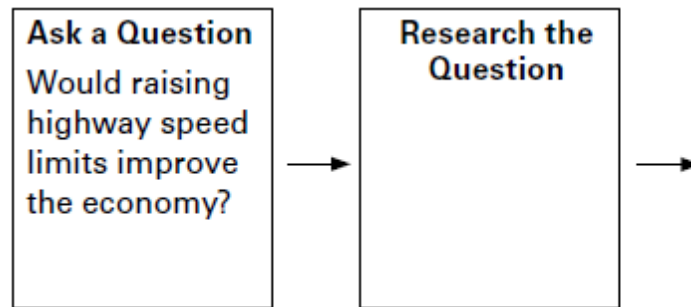 Ask a Question
Would raising
highway speed
limits improve
the economy?
Research the
Question